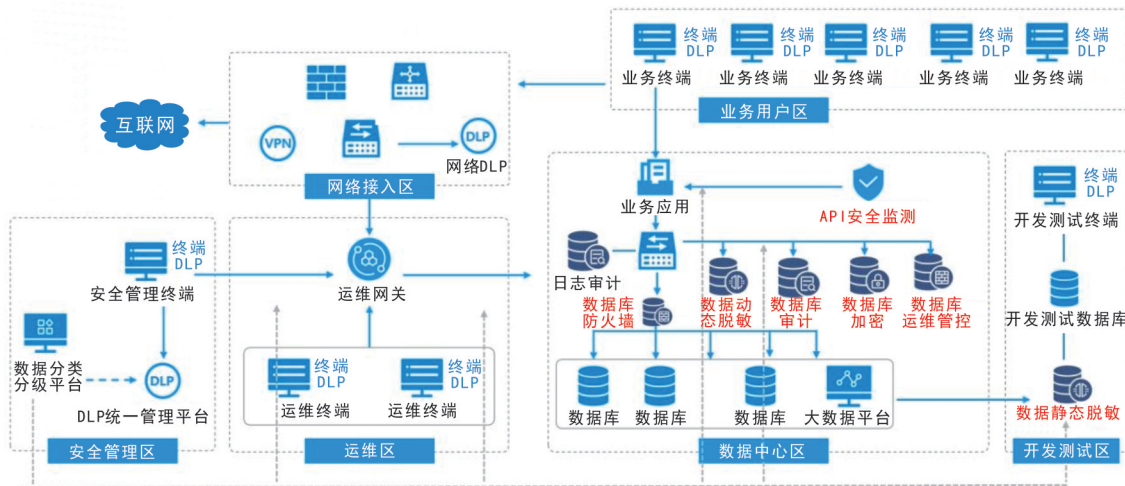 终端
DLP
终端
DLP
终端
DLP
终端
DLP
终端
DLP
业务终端
业务终端
业务终端
业务终端
业务终端
业务用户区
互联网
VPN
DLP
网络DLP
网络接入区
终端
DLP
安全管理终端
数据分类
分级平台
DLP
DLP统一管理平台
安全管理区
运维网关
终端
DLP
终端
DLP
运维终端
运维终端
运维区
业务应用
API安全监测
日志审计
数据库
防火墙
数据动
态脱敏
数据库
审计
数据库
加密
数据库
运维管控
数据库
数据库
数据库
大数据平台
数据中心区
终端
DLP
开发测试终端
开发测试数据库
数据静态脱敏
开发测试区